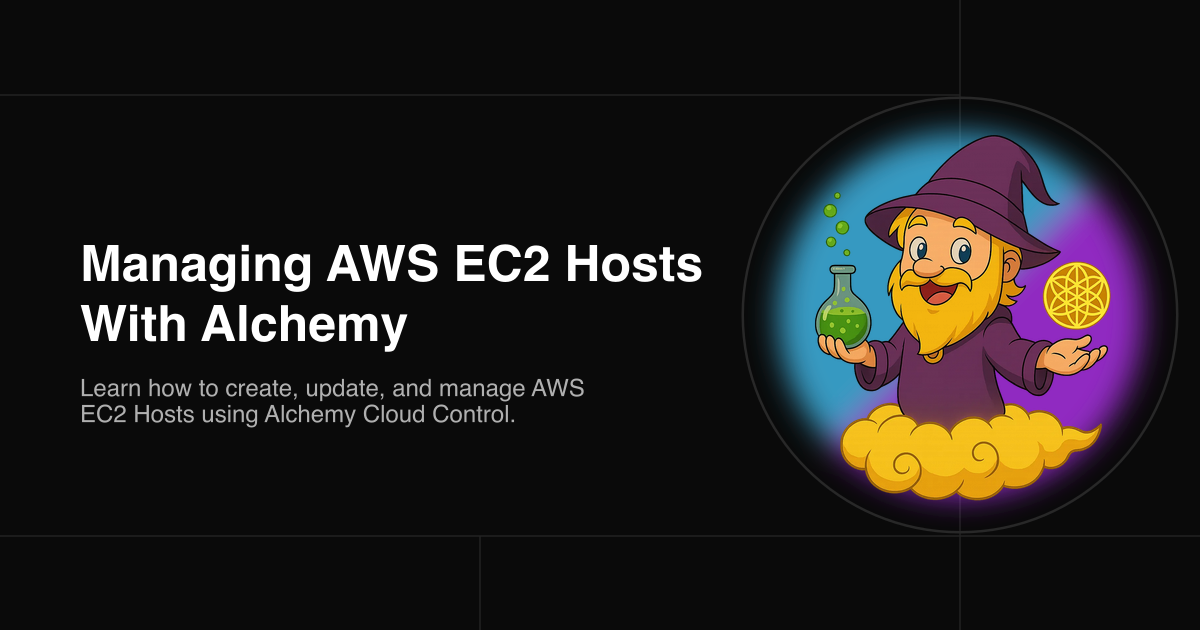 Managing AWS EC2 Hosts
With Alchemy
Learn how to create, update, and manage AWS
EC2 Hosts using Alchemy Cloud Control.